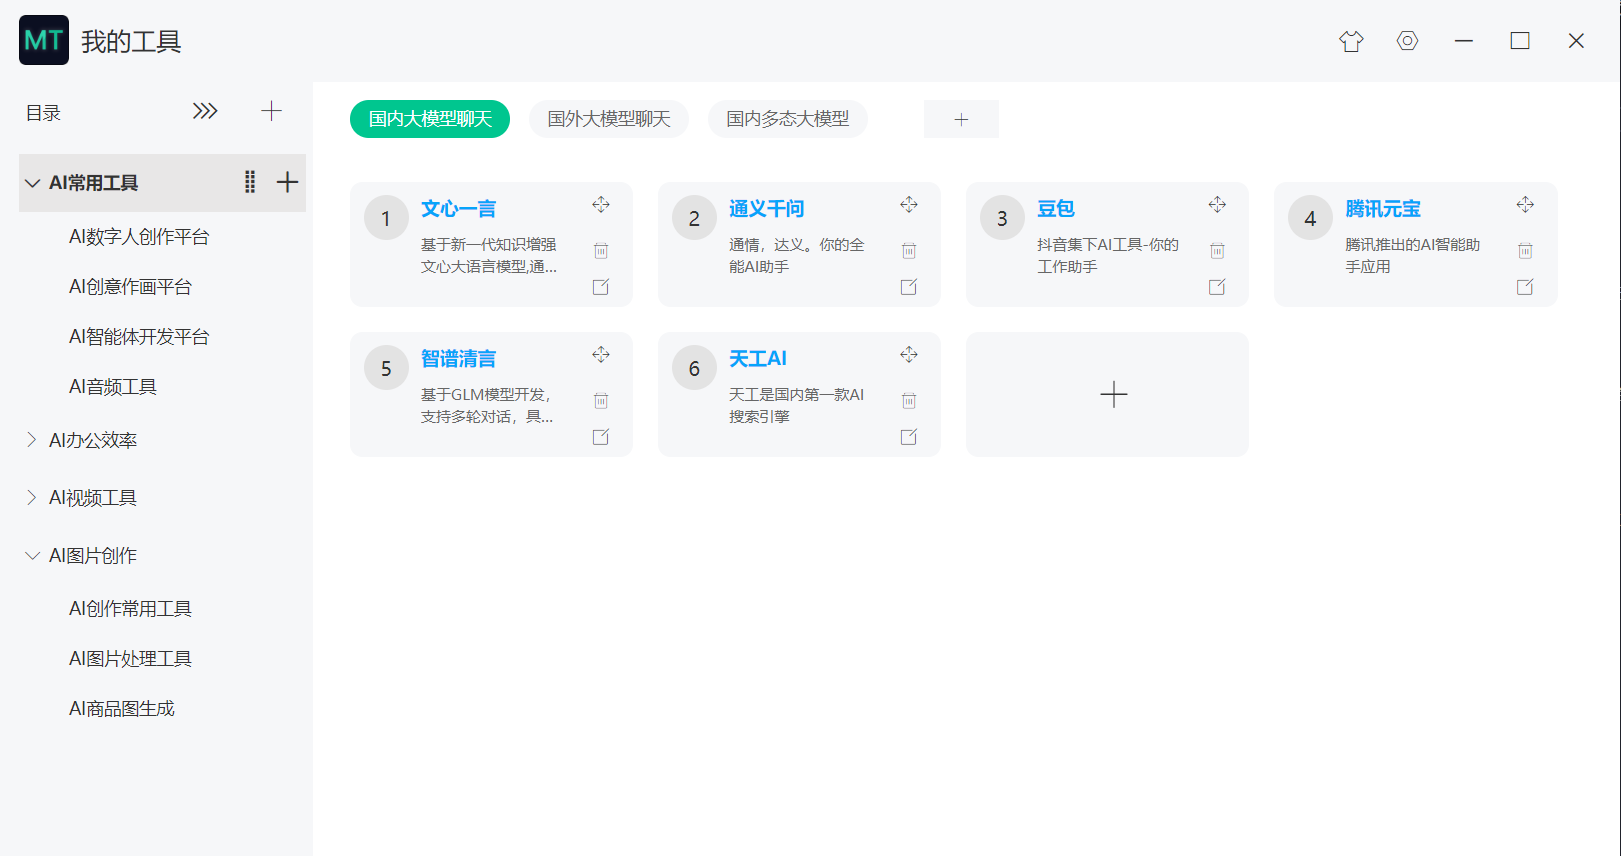 MT 我的工具
目录
AI常用工具
AI数字人创作平台
AI创意作画平台
AI智能体开发平台
AI音频工具
AI办公效率
AI视频工具
AI图片创作
AI创作常用工具
AI图片处理工具
AI商品图生成
国内大模型聊天
国外大模型聊天
国内多态大模型
1
文心一言
基于新一代知识增强
文心大语言模型,通...
2
通义千问
通情，达义。你的全
能AI助手
3
豆包
抖音集下AI工具-你的
工作助手
4
腾讯元宝
腾讯推出的AI智能助
手应用
5
智谱清言
基于GLM模型开发，
支持多轮对话，具...
6
天工AI
天工是国内第一款AI
搜索引擎